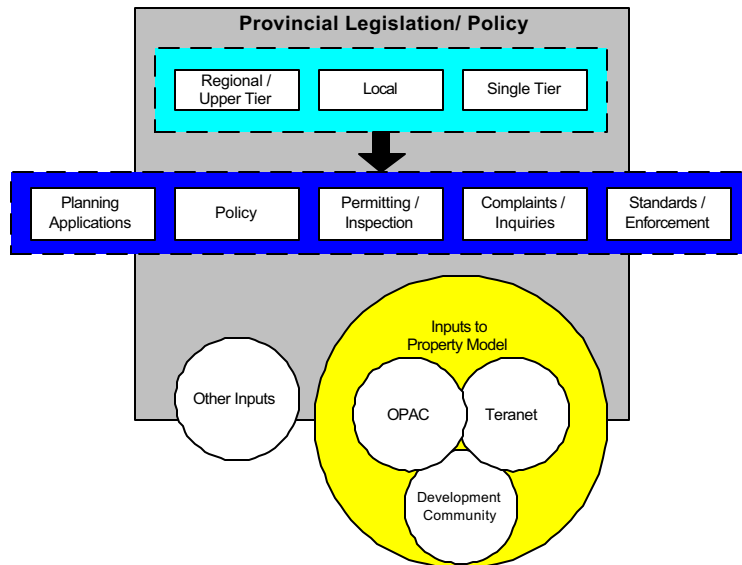 Provincial Legislation/ Policy
Regional /
Upper Tier
Local
Single Tier
Planning
Applications
Policy
Permitting /
Inspection
Complaints /
Inquiries
Standards /
Enforcement
Inputs to
Property Model
Other Inputs
OPAC
Teranet
Development
Community